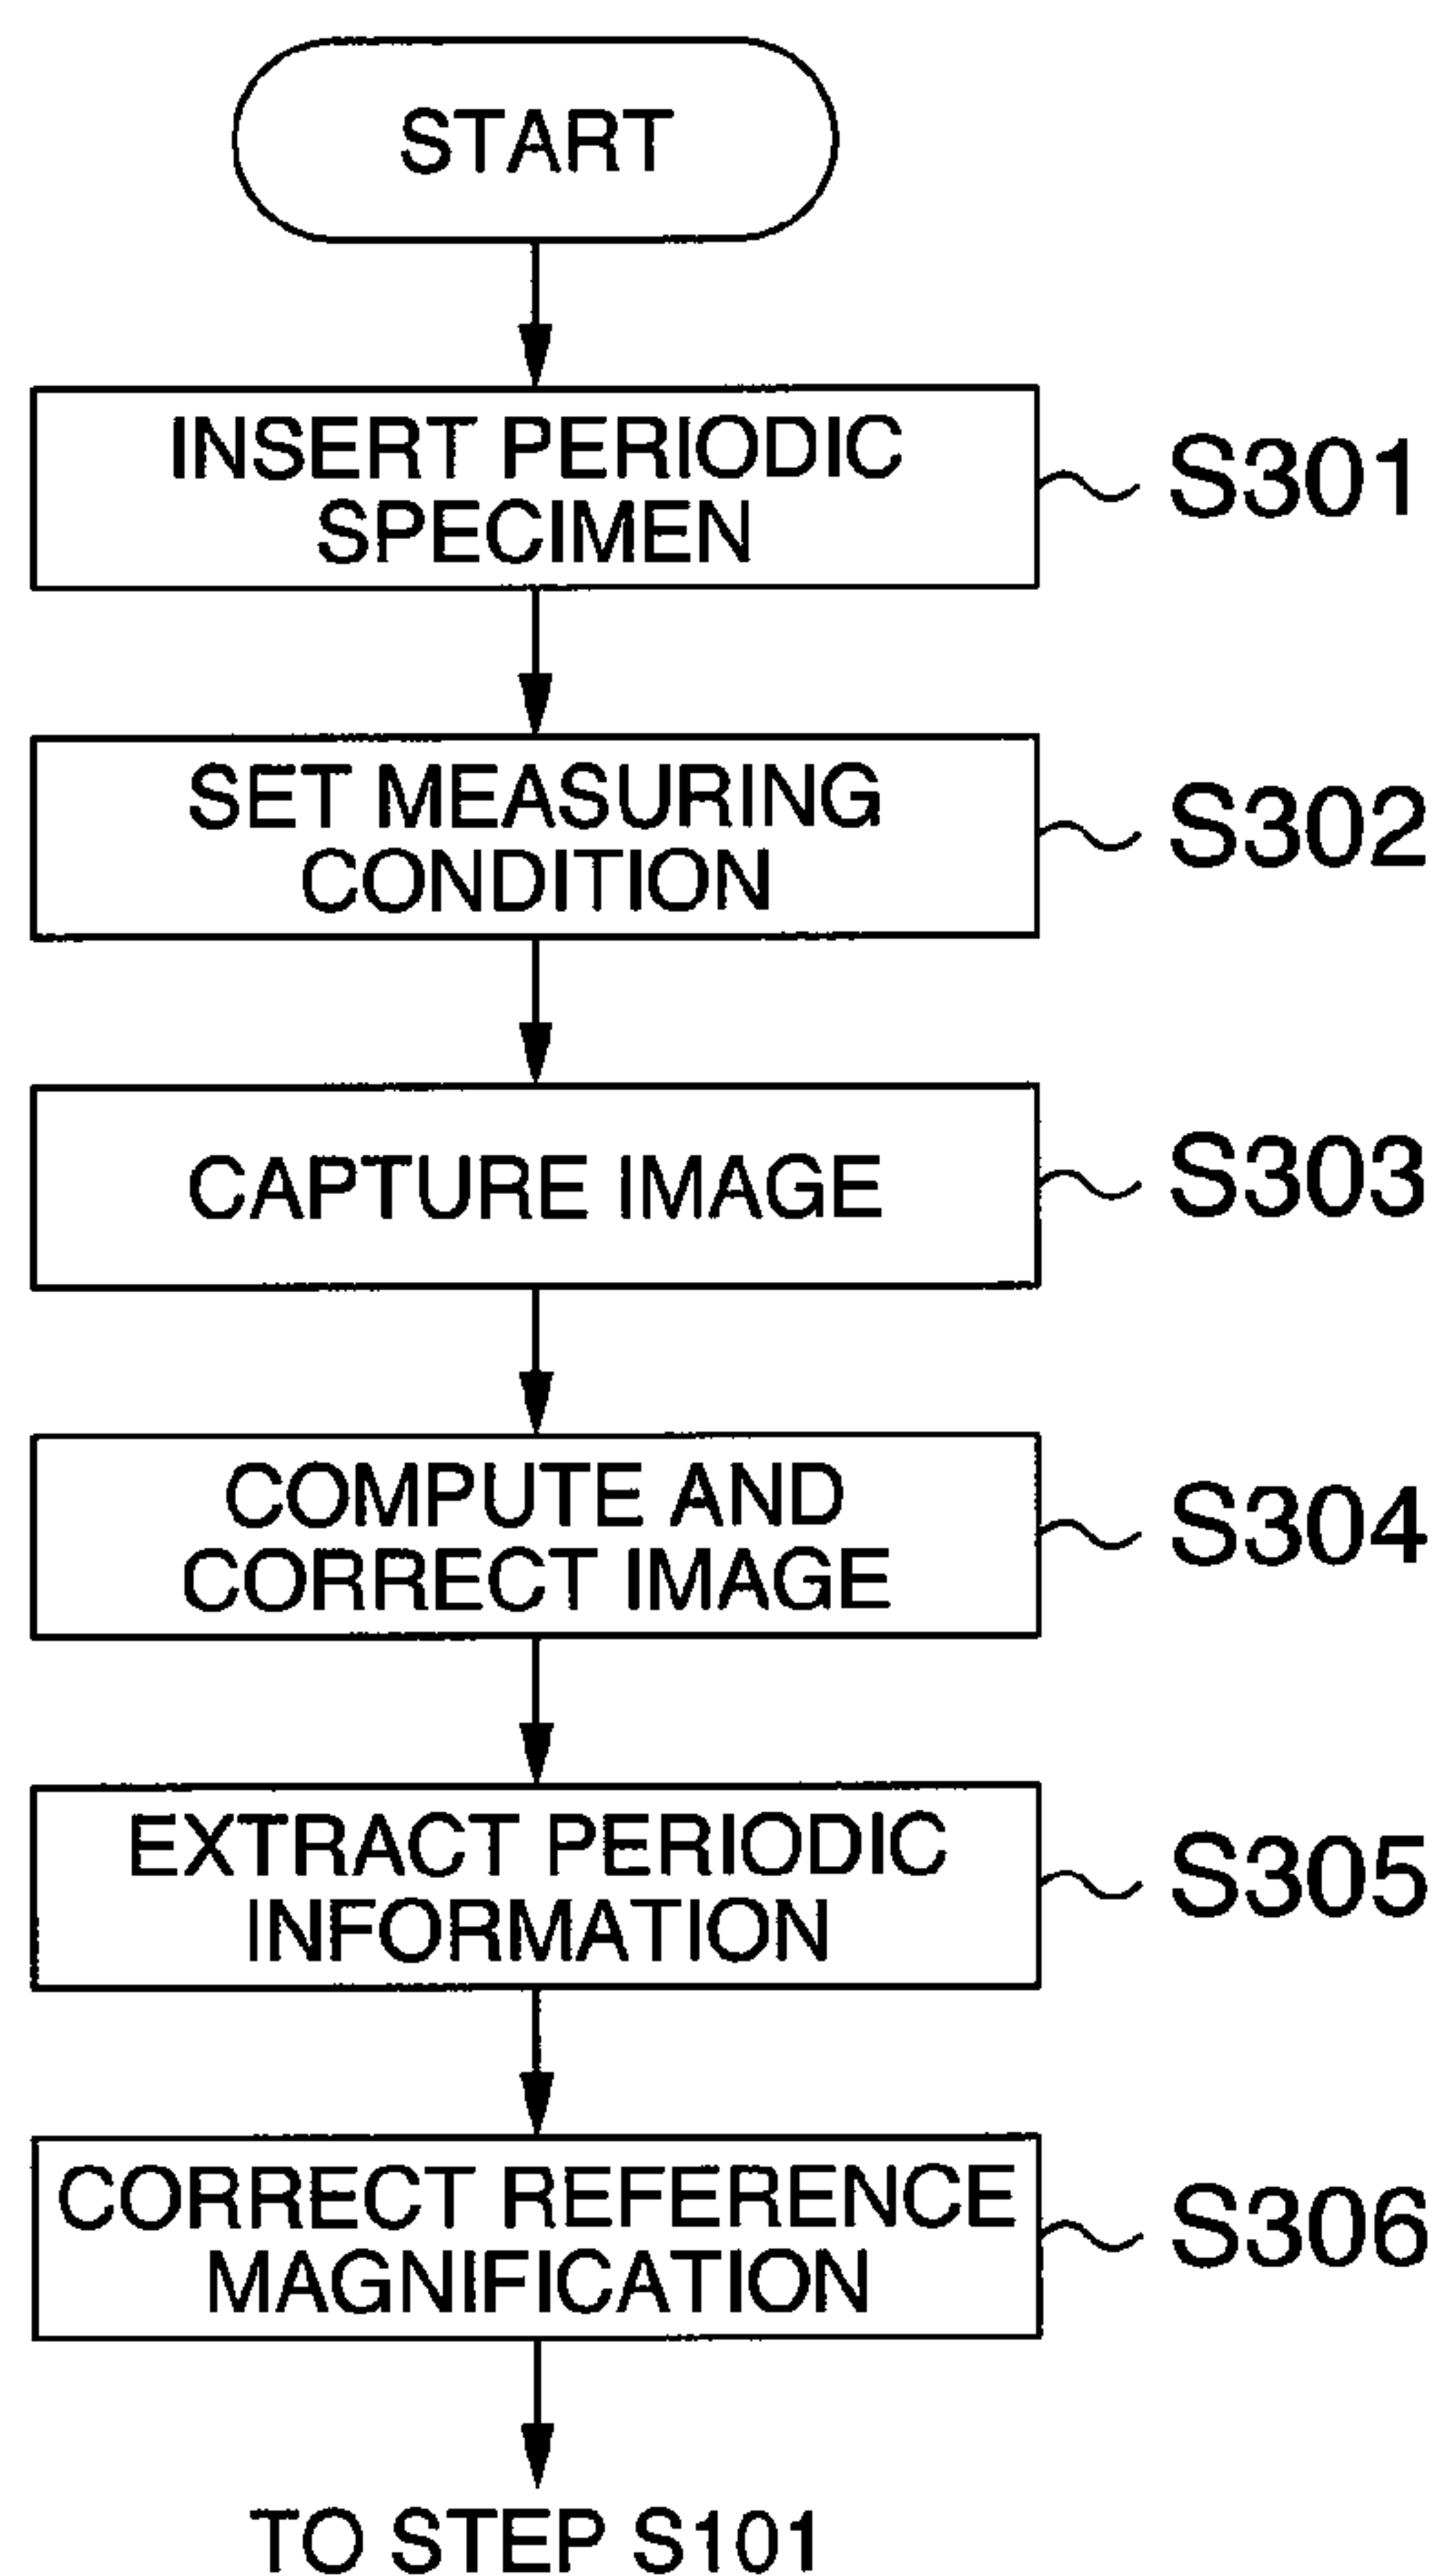 START
INSERT PERIODIC
SPECIMEN
S301
SET MEASURING
CONDITION
S302
CAPTURE IMAGE
S303
COMPUTE AND
CORRECT IMAGE
S304
EXTRACT PERIODIC
INFORMATION
S305
CORRECT REFERENCE
MAGNIFICATION
S306
TO STEP S101